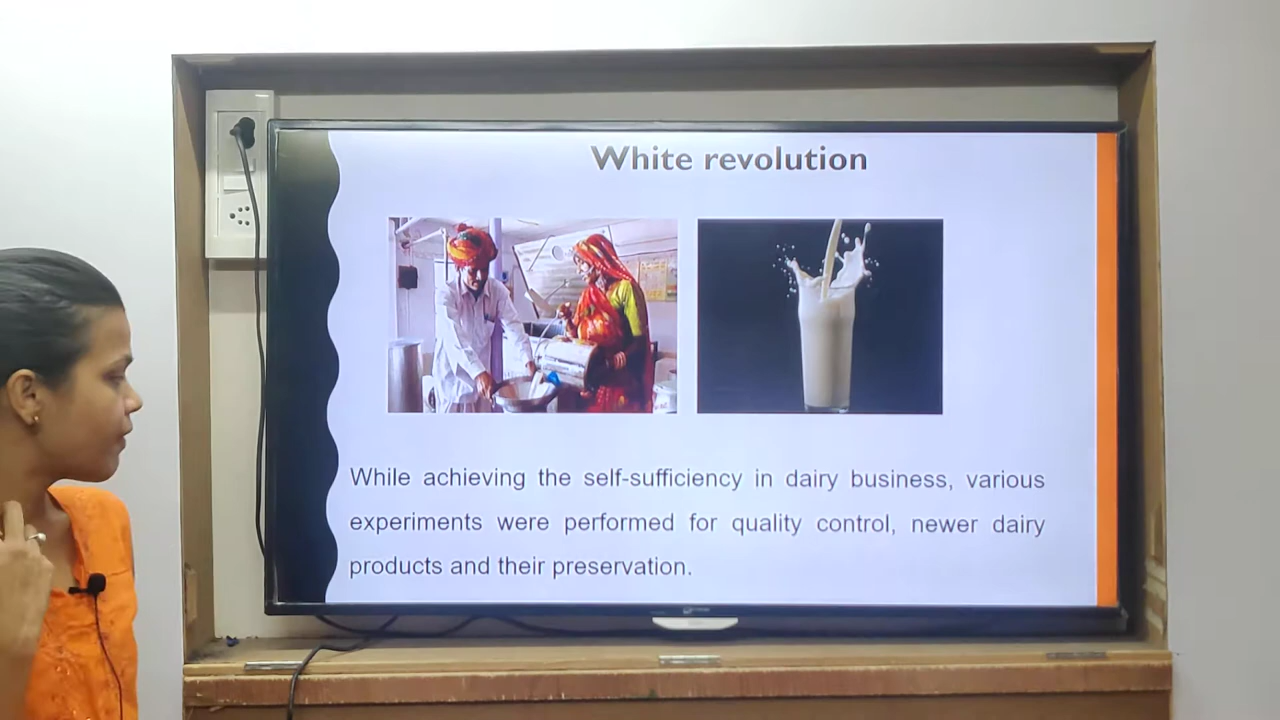 White revolution
While achieving the self-sufficiency in dairy business, various
experiments were performed for quality control, newer dairy
products and their preservation.